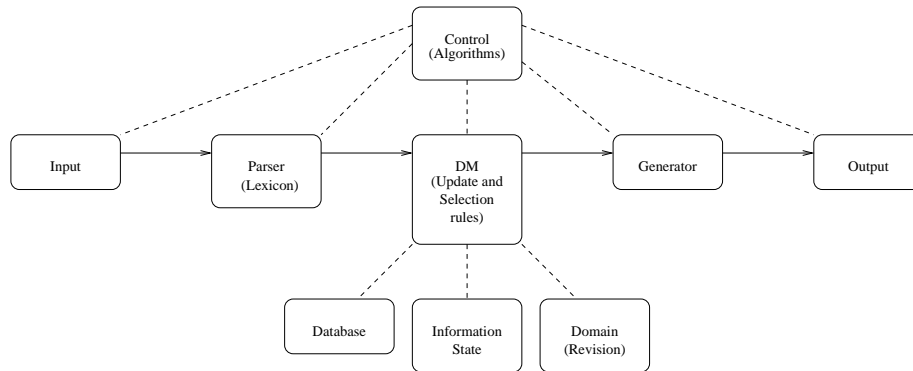 Control
(Algorithms)
Input
Parser
(Lexicon)
DM
(Update and
Selection
rules)
Generator
Output
Database
Information
State
Domain
(Revision)